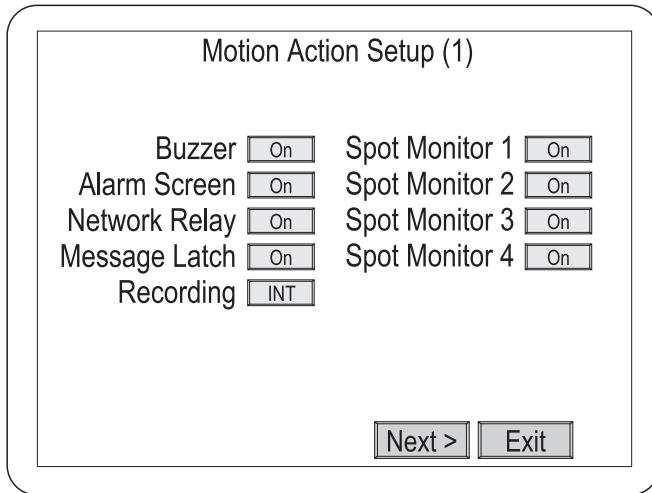 Motion Action Setup (1)
Buzzer On Spot Monitor 1 On
Alarm Screen On Spot Monitor 2 On
Network Relay On Spot Monitor 3 On
Message Latch On Spot Monitor 4 On
Recording INT
Next > Exit